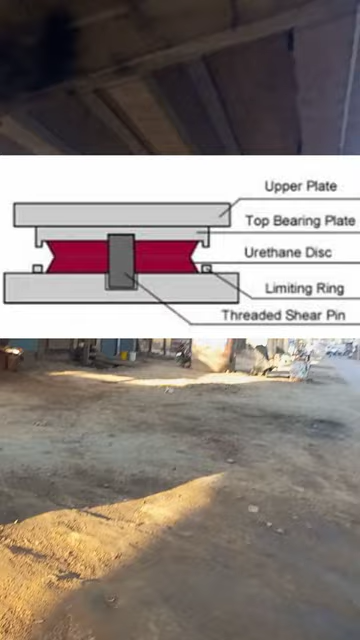 Upper Plate
Top Bearing Plate
Urethane Disc
Limiting Ring
Threaded Shear Pin